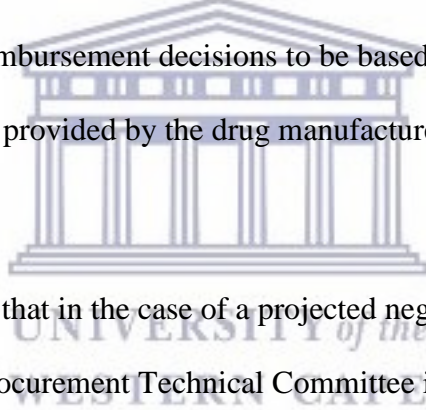 mbursement decisions to be based
provided by the drug manufacture
that in the case of a projected neg
UNIVERSITY of the
ocurement Technical Committee i
WESTERN CAPE